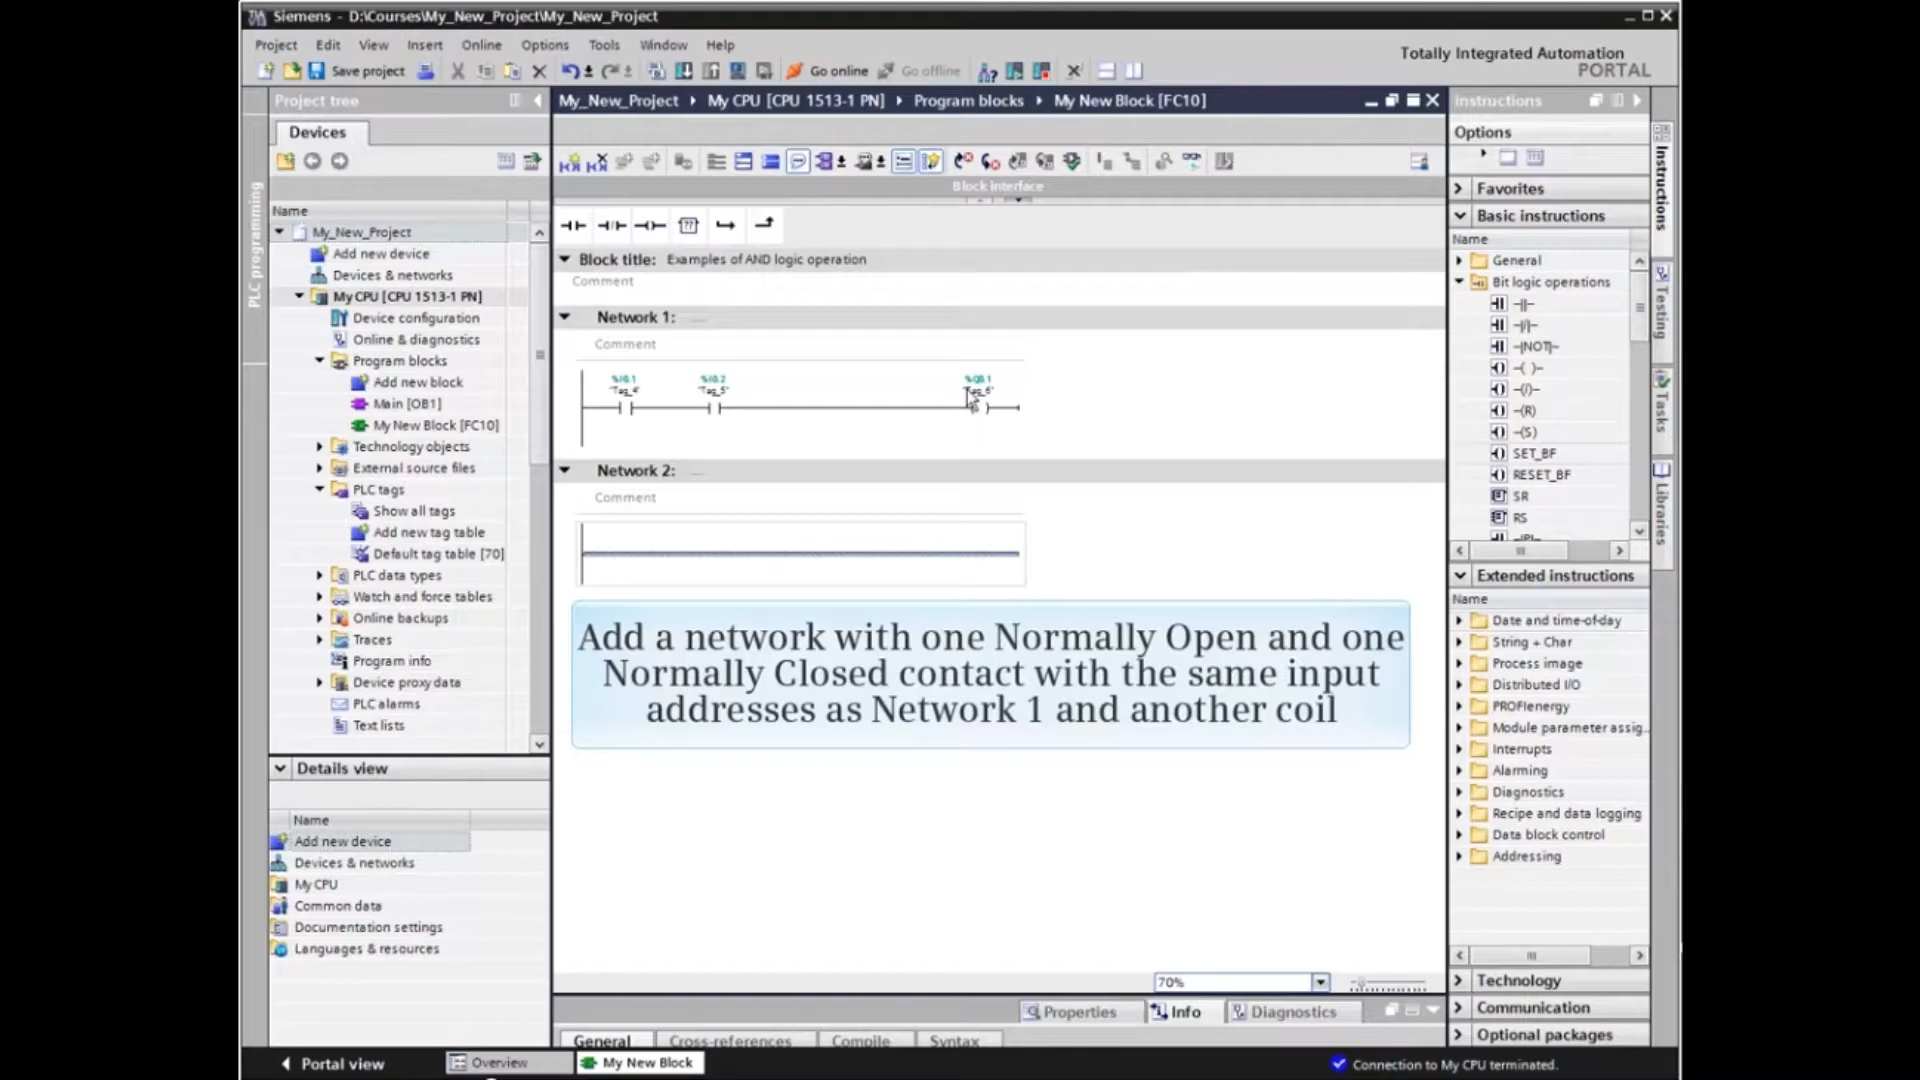 Siemens - D:\Courses\My_New_Project\My_New_Project
Project Edit View Insert Online Options Tools Window Help
Totally Integrated Automation
PORTAL
Save project
Go online
Go offline
Project tree
My_New_Project My CPU [CPU 1513-1 PN] Program blocks My New Block [FC10]
Instructions
Devices
Options
PLC programming
Block interface
Favorites
Basic instructions
Name
General
Bit logic operations
-| |-
-|/|-
-|NOT|-
-( )-
-(/)-
-(R)
-(S)
SET_BF
RESET_BF
SR
RS
Extended instructions
Name
Date and time-of-day
String + Char
Process image
Distributed I/O
PROFIenergy
Module parameter assig..
Interrupts
Alarming
Diagnostics
Recipe and data logging
Data block control
Addressing
Technology
Communication
Optional packages
Instructions
Testing
Tasks
Libraries
Name
My_New_Project
Add new device
Devices & networks
My CPU [CPU 1513-1 PN]
Device configuration
Online & diagnostics
Program blocks
Add new block
Main [OB1]
My New Block [FC10]
Technology objects
External source files
PLC tags
Show all tags
Add new tag table
Default tag table [70]
PLC data types
Watch and force tables
Online backups
Traces
Program info
Device proxy data
PLC alarms
Text lists
Details view
Name
Add new device
Devices & networks
My CPU
Common data
Documentation settings
Languages & resources
Block title: Examples of AND logic operation
Comment
Network 1:
Comment
%I0.1 %I0.2
"Tag_4" "Tag_5"
Network 2:
Comment
Add a network with one Normally Open and one
Normally Closed contact with the same input
addresses as Network 1 and another coil
70%
Properties Info Diagnostics
General Cross-references Compile Syntax
Portal view Overview My New Block
Connection to My CPU terminated.